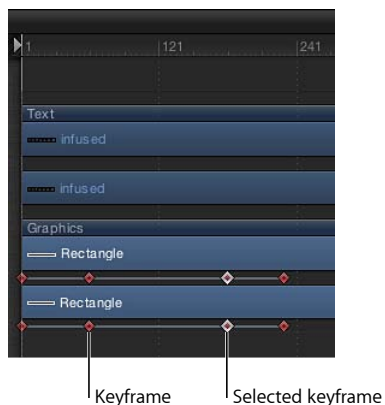 1 121 241
Text
infused
infused
Graphics
Rectangle
Rectangle
Keyframe Selected keyframe